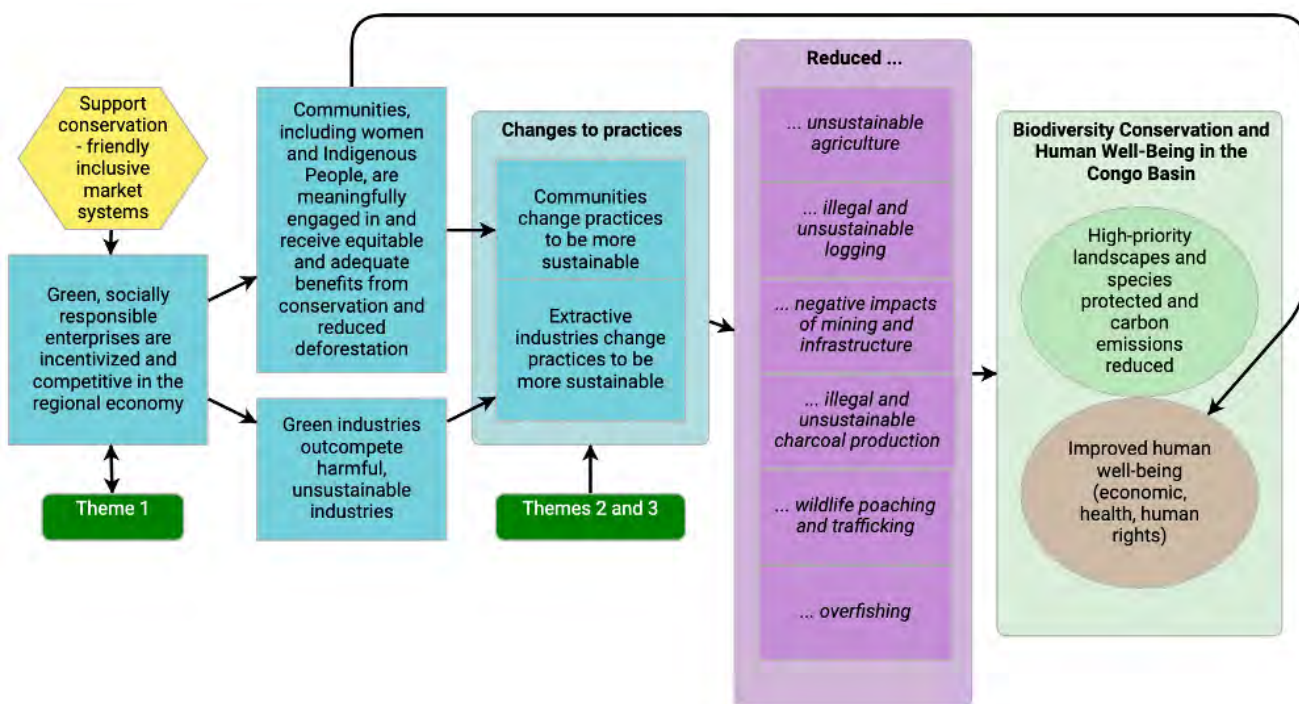 Support
conservation
- friendly
inclusive
market
systems
Green, socially
responsible
enterprises are
incentivized and
competitive in the
regional economy
Theme 1
Communities,
including women
and Indigenous
People, are
meaningfully
engaged in and
receive equitable
and adequate
benefits from
conservation and
reduced
deforestation
Green industries
outcompete
harmful,
unsustainable
industries
Changes to practices
Communities
change practices
to be more
sustainable
Extractive
industries change
practices to be
more sustainable
Themes 2 and 3
Reduced ...
... unsustainable
agriculture
... illegal and
unsustainable
logging
... negative impacts
of mining and
infrastructure
... illegal and
unsustainable
charcoal production
... wildlife poaching
and trafficking
... overfishing
Biodiversity Conservation and
Human Well-Being in the
Congo Basin
High-priority
landscapes and
species
protected and
carbon
emissions
reduced
Improved human
well-being
(economic,
health, human
rights)